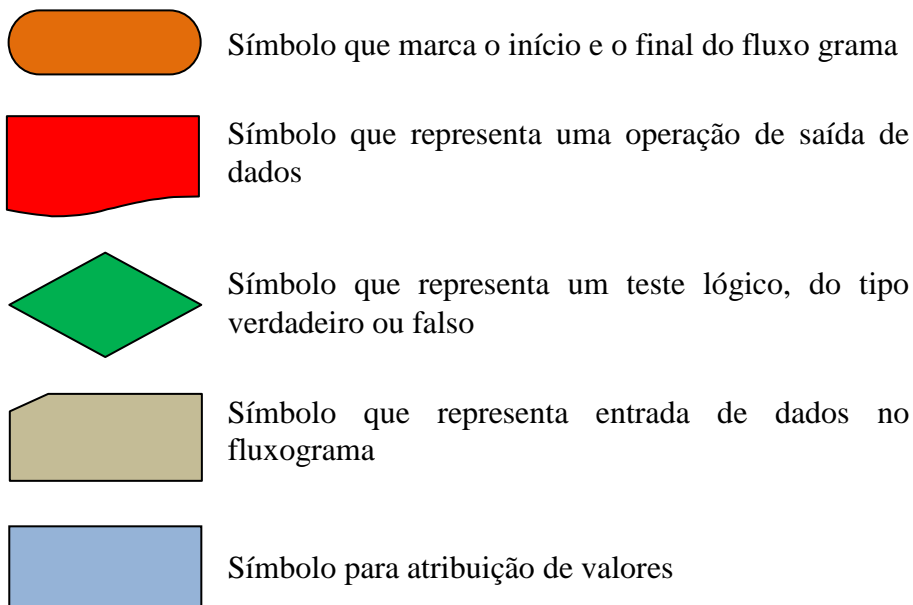 Símbolo que marca o início e o final do fluxo grama
Símbolo que representa uma operação de saída de
dados
Símbolo que representa um teste lógico, do tipo
verdadeiro ou falso
Símbolo que representa entrada de dados no
fluxograma
Símbolo para atribuição de valores